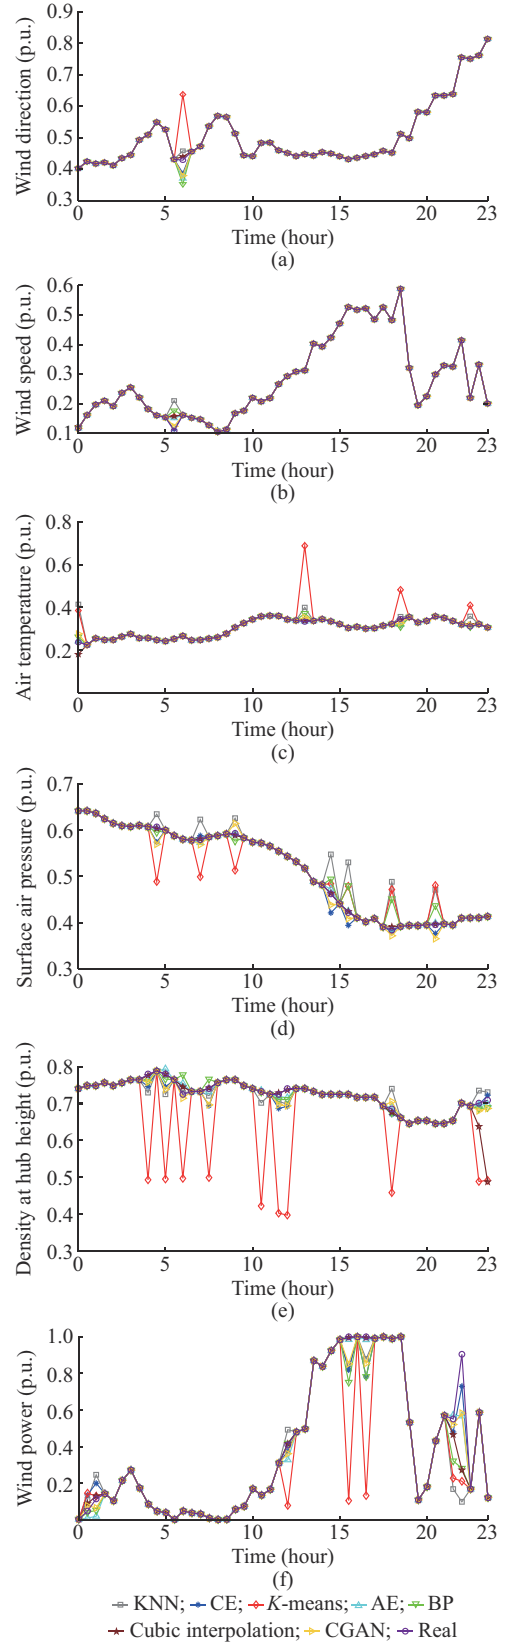 0.9
0.8
0.7
0.6
0.5
0.4
0.3
Wind direction (p.u.)
0 5 10 15 20 23
Time (hour)
(a)
0.6
0.5
0.4
0.3
0.2
0.1
Wind speed (p.u.)
0 5 10 15 20 23
Time (hour)
(b)
0.8
0.6
0.4
0.2
Air temperature (p.u.)
0 5 10 15 20 23
Time (hour)
(c)
0.7
0.6
0.5
0.4
0.3
Surface air pressure (p.u.)
0 5 10 15 20 23
Time (hour)
(d)
0.8
0.7
0.6
0.5
0.4
0.3
Density at hub height (p.u.)
0 5 10 15 20 23
Time (hour)
(e)
1.0
0.8
0.6
0.4
0.2
Wind power (p.u.)
0 5 10 15 20 23
Time (hour)
(f)
KNN; CE; K-means; AE; BP
Cubic interpolation; CGAN; Real